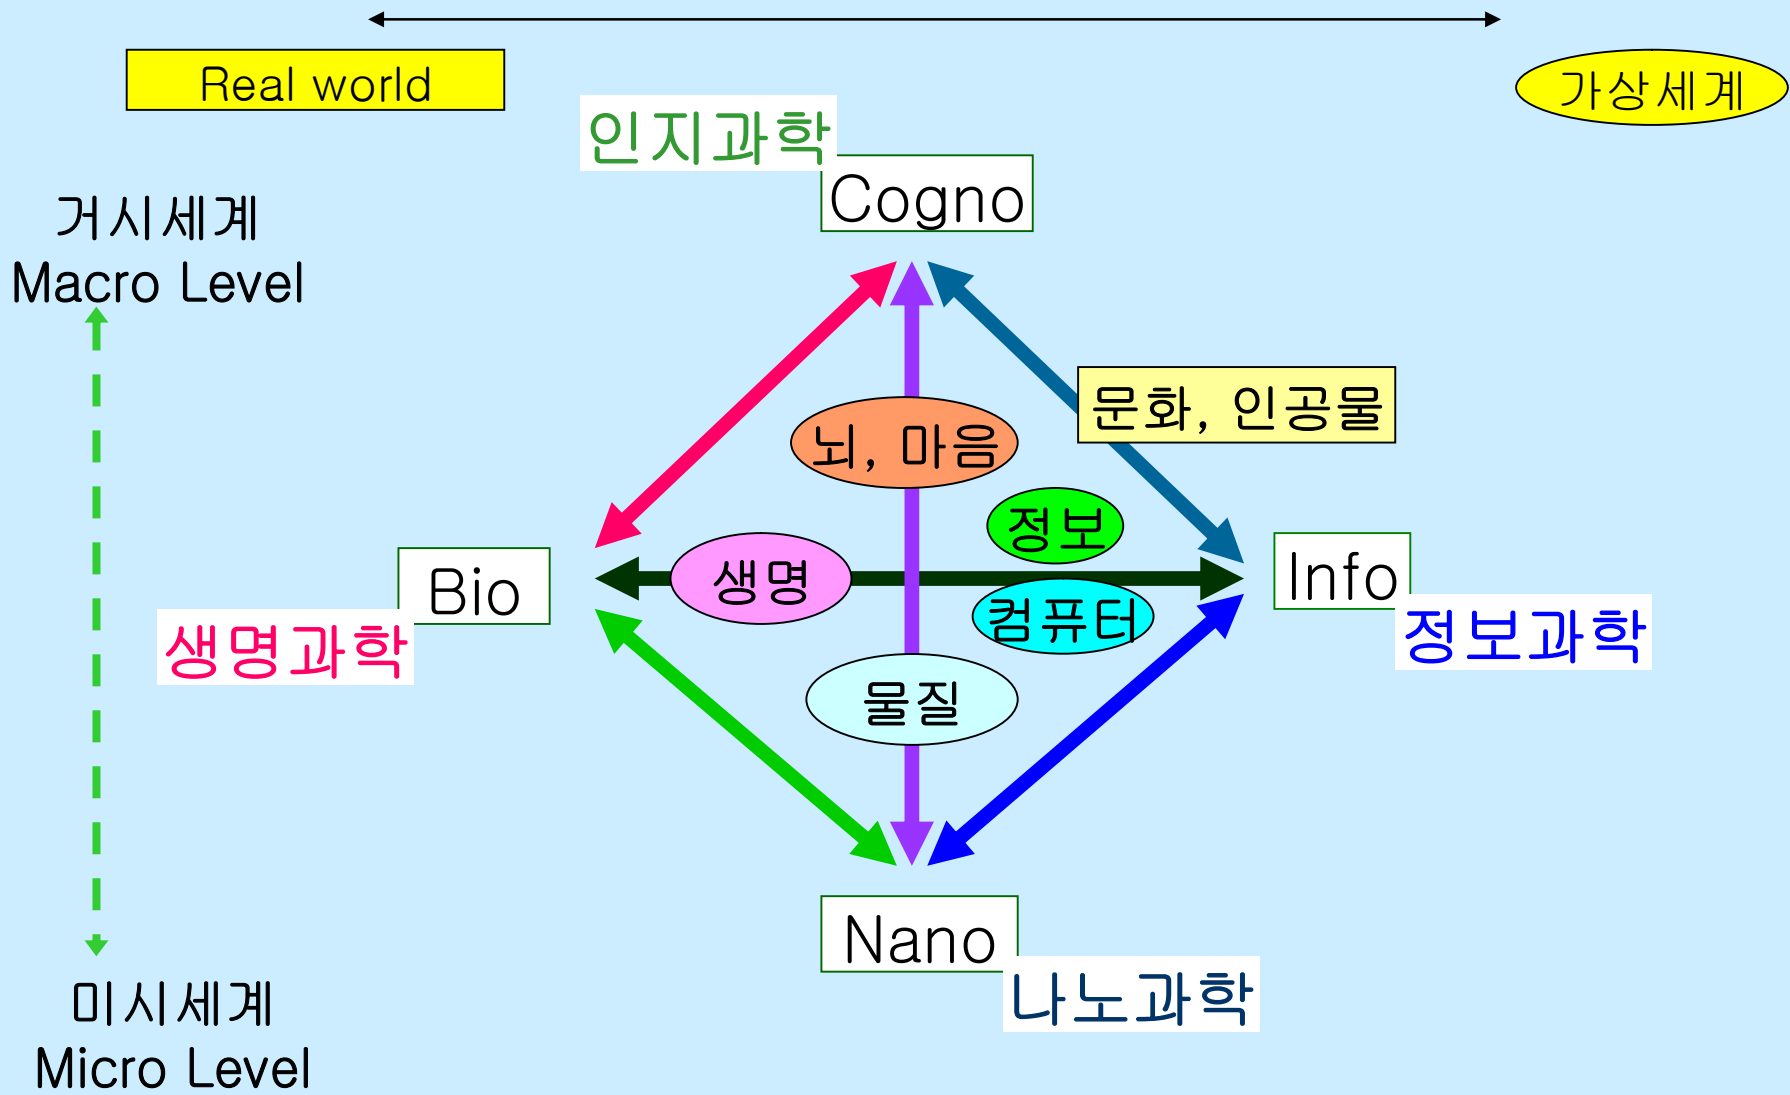 Real world
가상세계
인지과학
Cogno
거시세계
Macro Level
문화, 인공물
뇌, 마음
정보
생명
컴퓨터
Bio
Info
생명과학
정보과학
물질
Nano
나노과학
미시세계
Micro Level